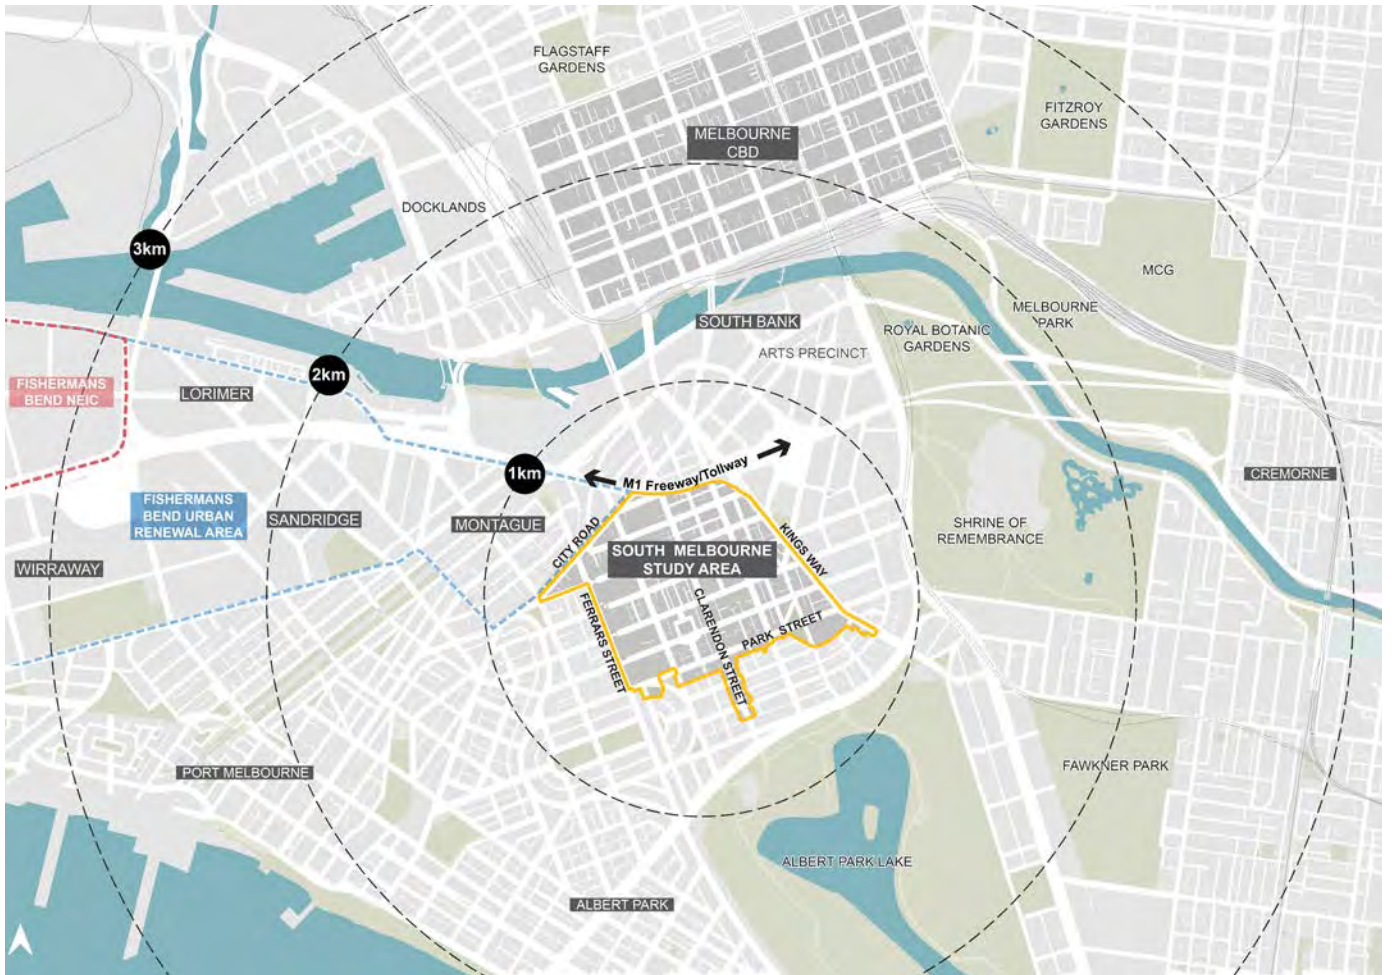 FLAGSTAFF
GARDENS
FITZROY
GARDENS
MELBOURNE
CBD
DOCKLANDS
3km
MCG
MELBOURNE
PARK
SOUTH BANK
ROYAL BOTANIC
GARDENS
ARTS PRECINCT
2km
FISHERMANS
BEND NEIC
LORIMER
1km
M1 Freeway/Tollway
CREMORNE
FISHERMANS
BEND URBAN
RENEWAL AREA
SANDRIDGE
MONTAGUE
CITY ROAD
KINGS WAY
SHRINE OF
REMEMBRANCE
SOUTH MELBOURNE
STUDY AREA
WIRRAWAY
FERRARS STREET
CLARENDON STREET
PARK STREET
PORT MELBOURNE
FAWKNER PARK
ALBERT PARK LAKE
ALBERT PARK